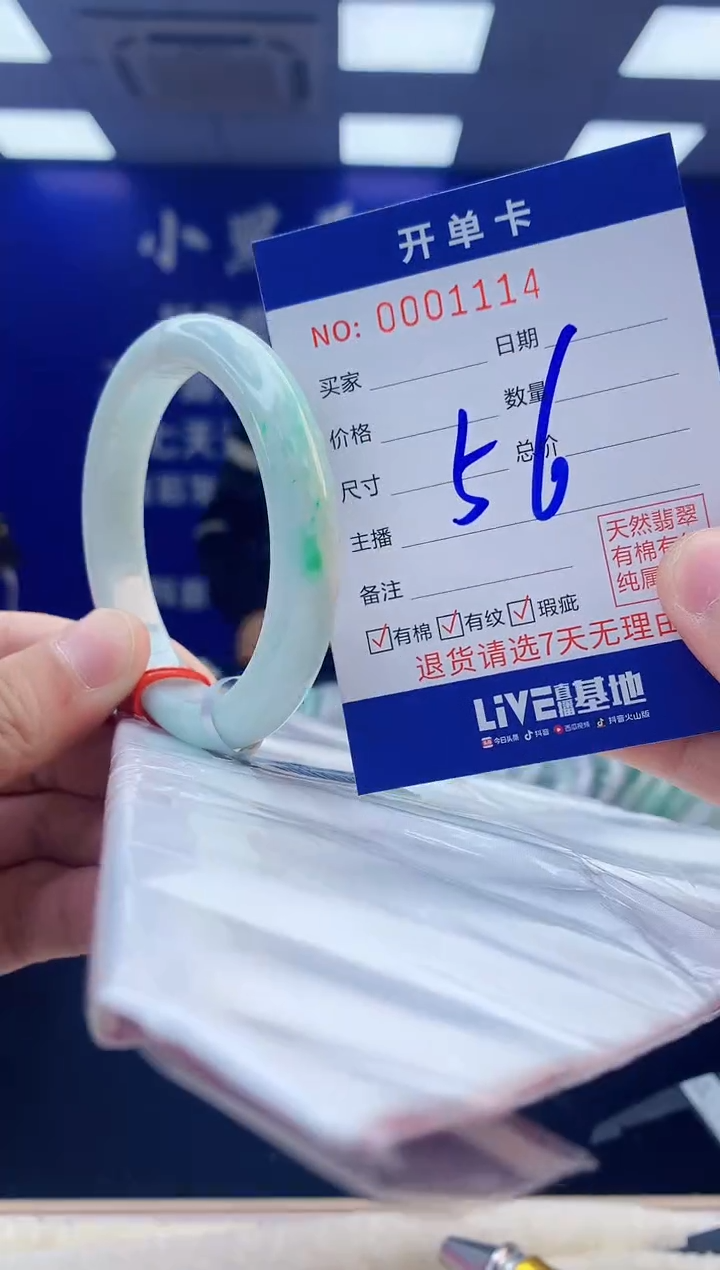 小
七天
开单卡
NO: 0001114
买家 日期
价格 数量
尺寸 总价
56
主播
备注
天然翡翠
有棉有
纯属
有棉 有纹 瑕疵
退货请选7天无理由
LiVE直播基地
今日头条 抖音 西瓜视频 抖音火山版